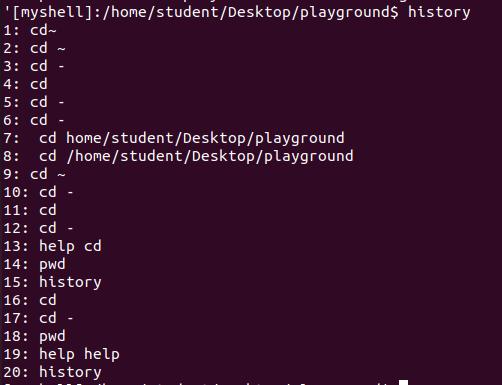 '[myshell]:/home/student/Desktop/playground$ history
1: cd~
2: cd ~
3: cd -
4: cd
5: cd -
6: cd -
7:  cd home/student/Desktop/playground
8:  cd /home/student/Desktop/playground
9: cd ~
10: cd -
11: cd
12: cd -
13: help cd
14: pwd
15: history
16: cd
17: cd -
18: pwd
19: help help
20: history